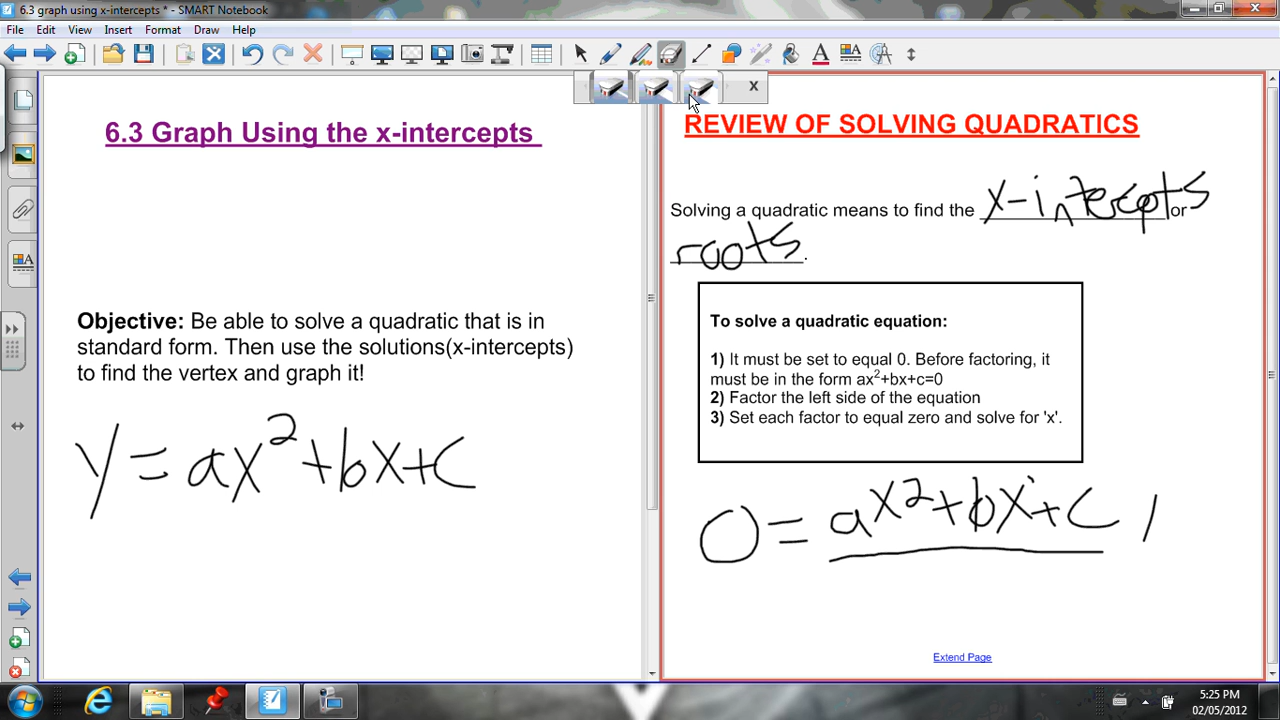 6.3 graph using x-intercepts * - SMART Notebook
File Edit View Insert Format Draw Help
x
6.3 Graph Using the x-intercepts
Objective: Be able to solve a quadratic that is in
standard form. Then use the solutions(x-intercepts)
to find the vertex and graph it!
y = ax²+bx+c
REVIEW OF SOLVING QUADRATICS
Solving a quadratic means to find the x-intercepts or
roots.
To solve a quadratic equation:
1) It must be set to equal 0. Before factoring, it
must be in the form ax²+bx+c=0
2) Factor the left side of the equation
3) Set each factor to equal zero and solve for 'x'.
0 = ax²+bx+c
Extend Page
5:25 PM
02/05/2012